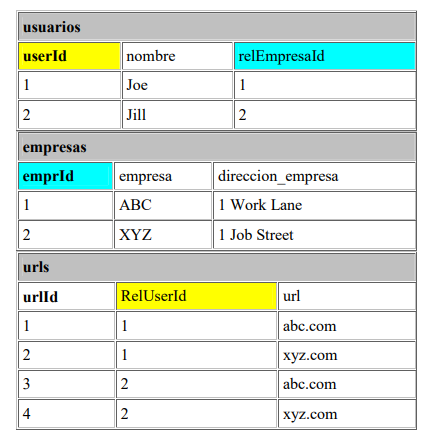 usuarios
userId nombre relEmpresaId
1 Joe 1
2 Jill 2
empresas
emprId empresa direccion_empresa
1 ABC 1 Work Lane
2 XYZ 1 Job Street
urls
urlId RelUserId url
1 1 abc.com
2 1 xyz.com
3 2 abc.com
4 2 xyz.com